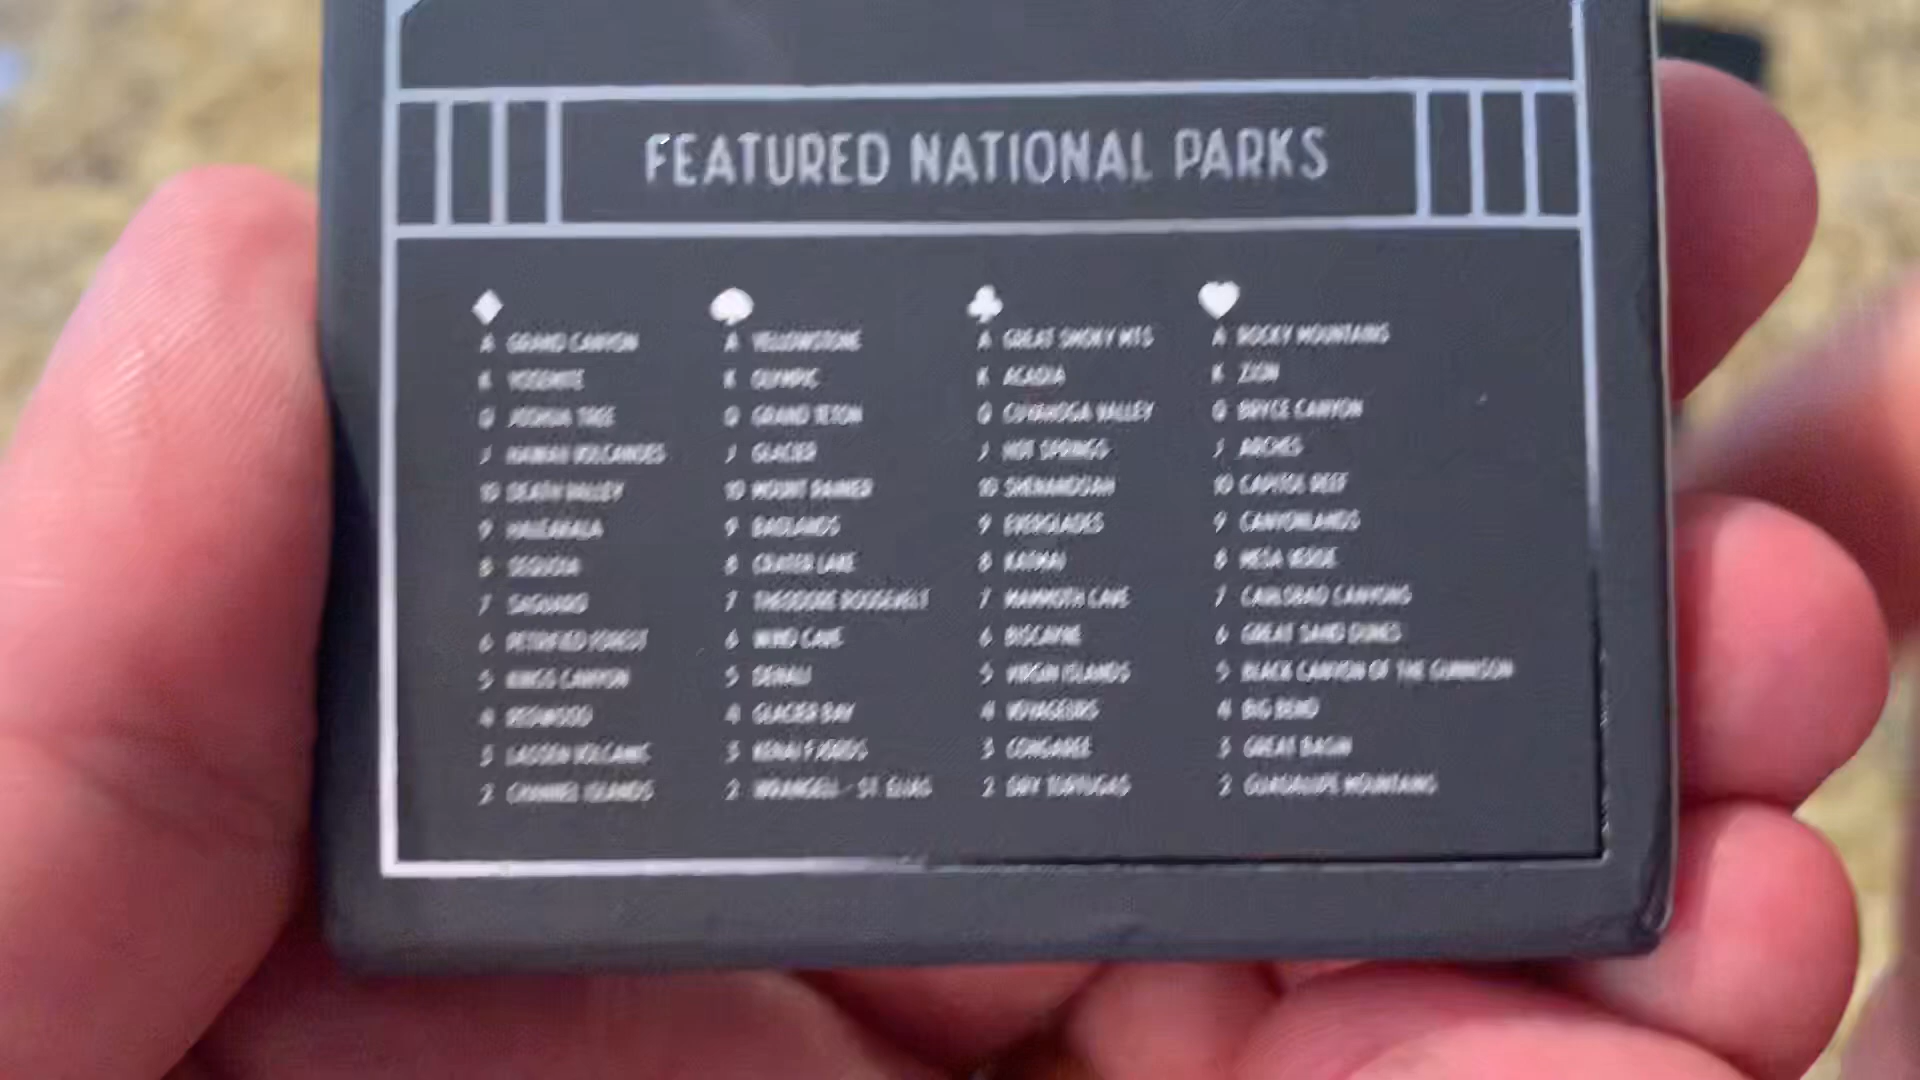 FEATURED NATIONAL PARKS
A GRAND CANYON
K YOSEMITE
Q JOSHUA TREE
J HAWAII VOLCANOES
10 DEATH VALLEY
9 HALEAKALA
8 SEQUOIA
7 SAGUARO
6 PETRIFIED FOREST
5 KINGS CANYON
4 REDWOOD
3 LASSEN VOLCANIC
2 CHANNEL ISLANDS
A YELLOWSTONE
K OLYMPIC
Q GRAND TETON
J GLACIER
10 MOUNT RAINIER
9 BADLANDS
8 CRATER LAKE
7 THEODORE ROOSEVELT
6 WIND CAVE
5 DENALI
4 GLACIER BAY
3 KENAI FJORDS
2 WRANGELL - ST. ELIAS
A GREAT SMOKY MTS
K ACADIA
Q CUYAHOGA VALLEY
J HOT SPRINGS
10 SHENANDOAH
9 EVERGLADES
8 KATMAI
7 MAMMOTH CAVE
6 BISCAYNE
5 VIRGIN ISLANDS
4 VOYAGEURS
3 CONGAREE
2 DRY TORTUGAS
A ROCKY MOUNTAINS
K ZION
Q BRYCE CANYON
J ARCHES
10 CAPITOL REEF
9 CANYONLANDS
8 MESA VERDE
7 CARLSBAD CANYONS
6 GREAT SAND DUNES
5 BLACK CANYON OF THE GUNNISON
4 BIG BEND
3 GREAT BASIN
2 GUADALUPE MOUNTAINS